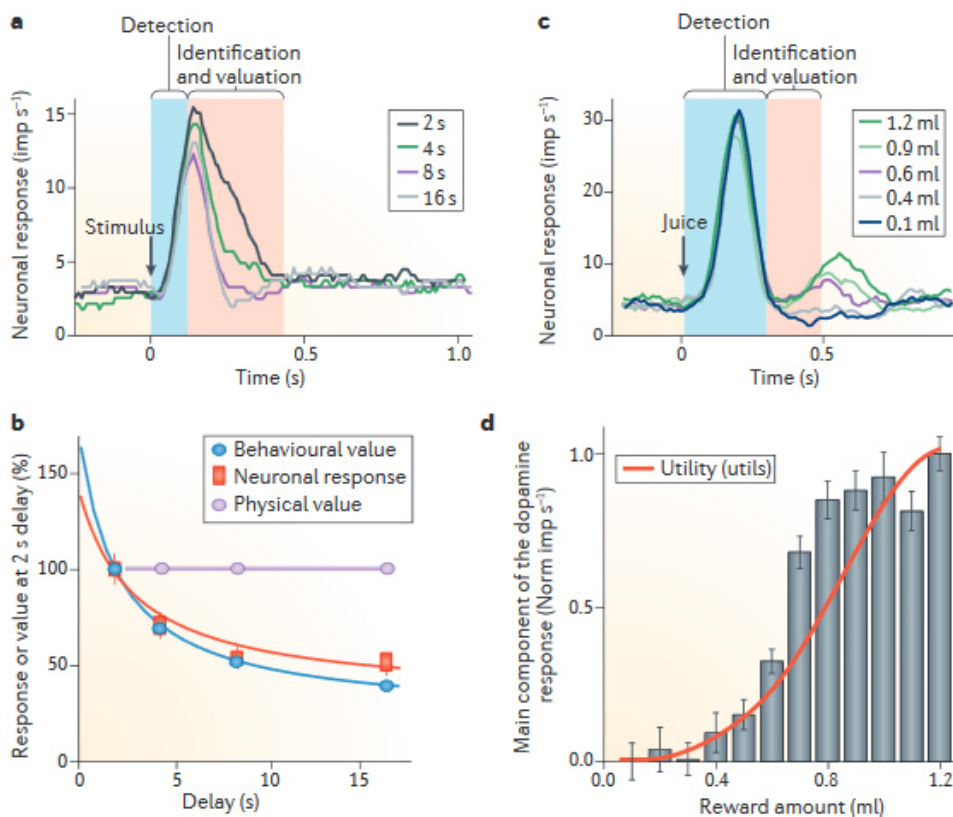 a
Detection
Identification
and valuation
Neuronal response (imp s⁻¹)
15
10
5
0
Stimulus
2 s
4 s
8 s
16 s
0
0.5
1.0
Time (s)
c
Detection
Identification
and valuation
Neuronal response (imp s⁻¹)
30
20
10
0
Juice
1.2 ml
0.9 ml
0.6 ml
0.4 ml
0.1 ml
0
0.5
Time (s)
b
Response or value at 2 s delay (%)
150
100
50
0
Behavioural value
Neuronal response
Physical value
0
5
10
15
Delay (s)
d
Main component of the dopamine
response (Norm imp s⁻¹)
1.0
0.5
0.0
Utility (utils)
0.0
0.4
0.8
1.2
Reward amount (ml)